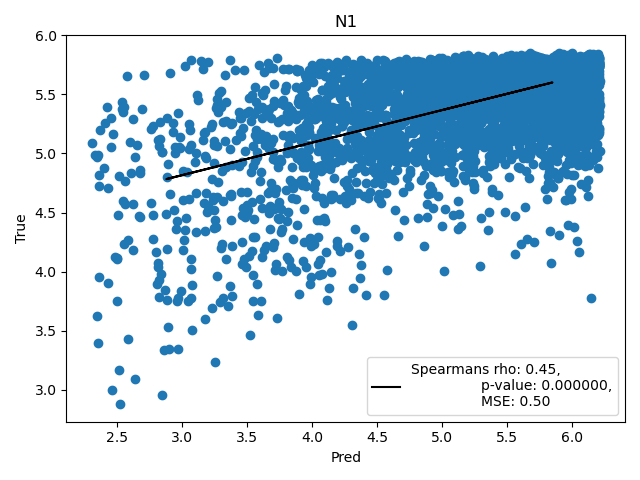 N1
6.0
5.5
5.0
4.5
4.0
3.5
3.0
True
2.5 3.0 3.5 4.0 4.5 5.0 5.5 6.0
Pred
Spearmans rho: 0.45,
p-value: 0.000000,
MSE: 0.50